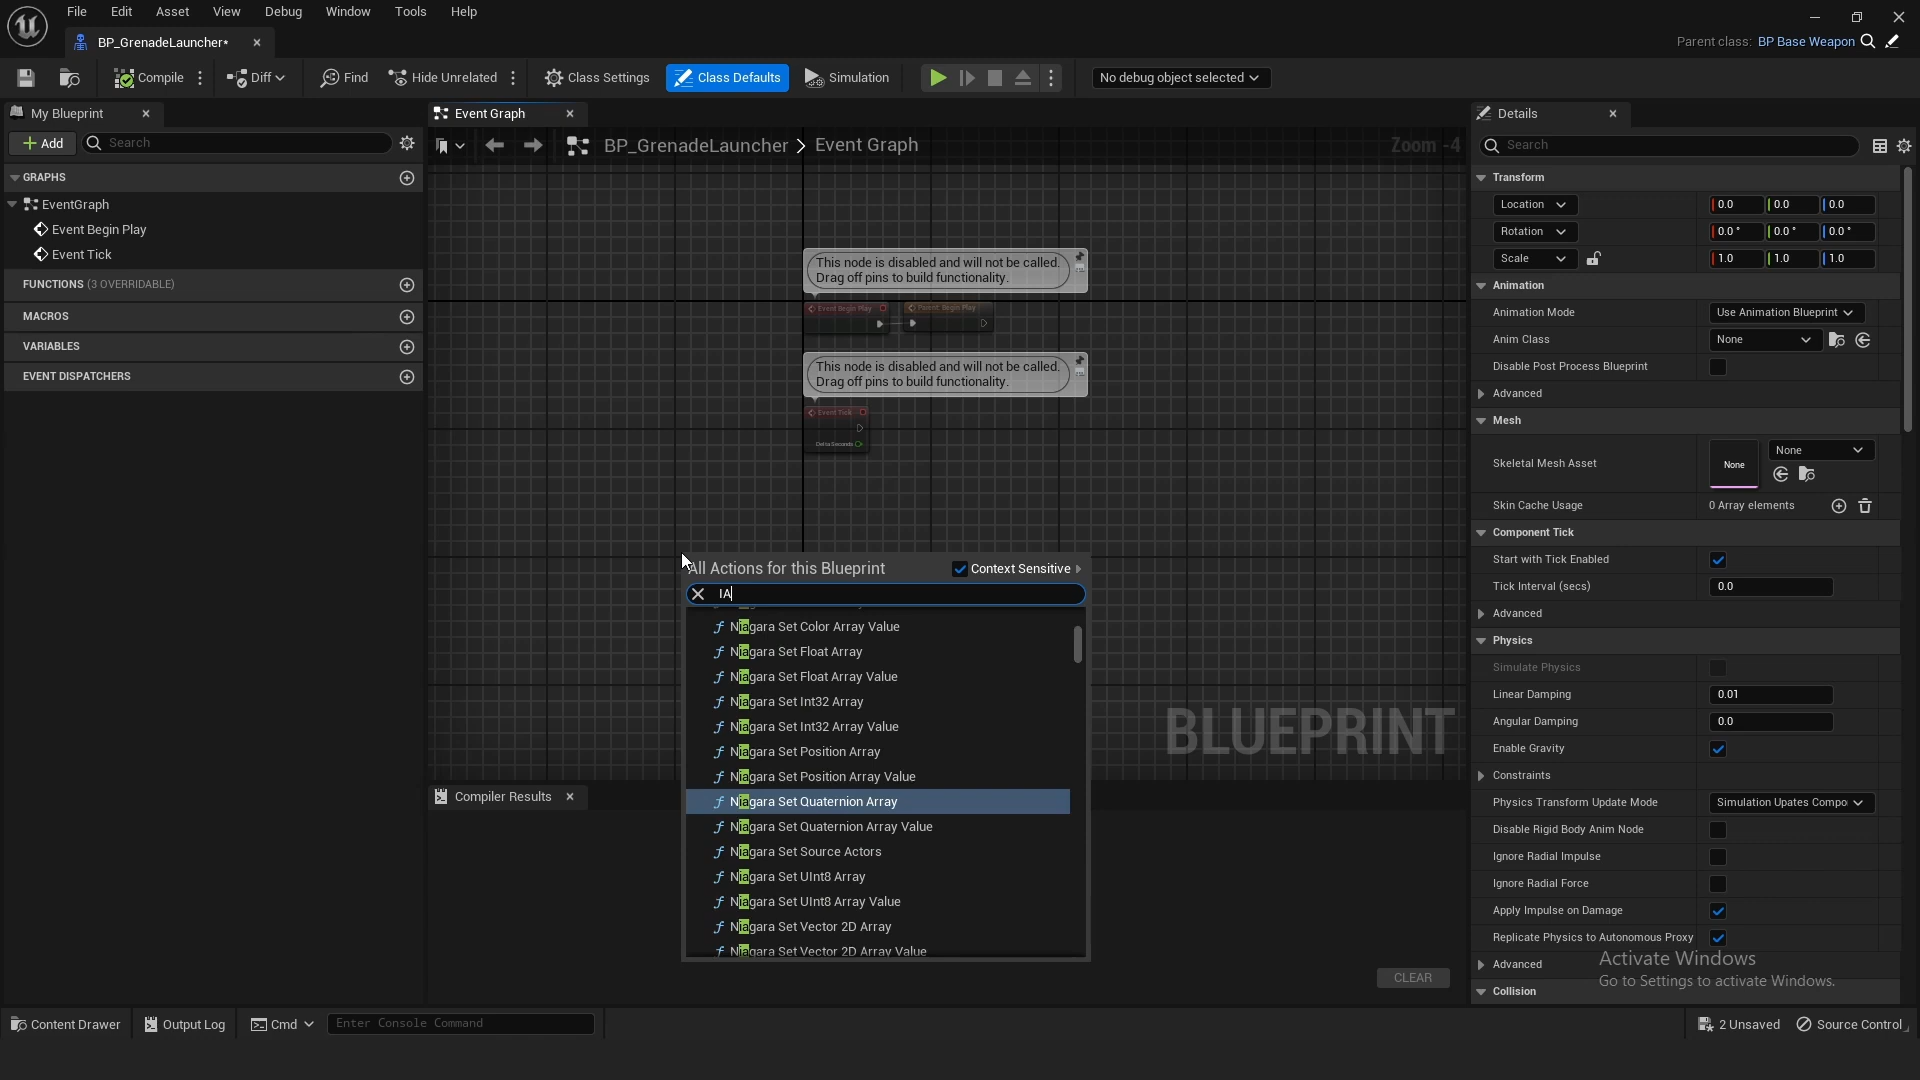 File Edit Asset View Debug Window Tools Help
BP_GrenadeLauncher*
Parent class: BP Base Weapon
Compile Diff Find Hide Unrelated Class Settings Class Defaults Simulation No debug object selected
My Blueprint
Add Search
GRAPHS
EventGraph
Event Begin Play
Event Tick
FUNCTIONS (3 OVERRIDABLE)
MACROS
VARIABLES
EVENT DISPATCHERS
Event Graph
BP_GrenadeLauncher > Event Graph Zoom -4
This node is disabled and will not be called.
Drag off pins to build functionality.
Event Begin Play Parent: Begin Play
This node is disabled and will not be called.
Drag off pins to build functionality.
Event Tick
Delta Seconds
All Actions for this Blueprint Context Sensitive
IA
Niagara Set Color Array Value
Niagara Set Float Array
Niagara Set Float Array Value
Niagara Set Int32 Array
Niagara Set Int32 Array Value
Niagara Set Position Array
Niagara Set Position Array Value
Niagara Set Quaternion Array
Niagara Set Quaternion Array Value
Niagara Set Source Actors
Niagara Set UInt8 Array
Niagara Set UInt8 Array Value
Niagara Set Vector 2D Array
Niagara Set Vector 2D Array Value
BLUEPRINT
Compiler Results
CLEAR
Details
Search
Transform
Location 0.0 0.0 0.0
Rotation 0.0 ° 0.0 ° 0.0 °
Scale 1.0 1.0 1.0
Animation
Animation Mode Use Animation Blueprint
Anim Class None
Disable Post Process Blueprint
Advanced
Mesh
Skeletal Mesh Asset None None
Skin Cache Usage 0 Array elements
Component Tick
Start with Tick Enabled
Tick Interval (secs) 0.0
Advanced
Physics
Simulate Physics
Linear Damping 0.01
Angular Damping 0.0
Enable Gravity
Constraints
Physics Transform Update Mode Simulation Upates Compo
Disable Rigid Body Anim Node
Ignore Radial Impulse
Ignore Radial Force
Apply Impulse on Damage
Replicate Physics to Autonomous Proxy
Advanced
Collision
Activate Windows
Go to Settings to activate Windows.
Content Drawer Output Log Cmd Enter Console Command 2 Unsaved Source Control